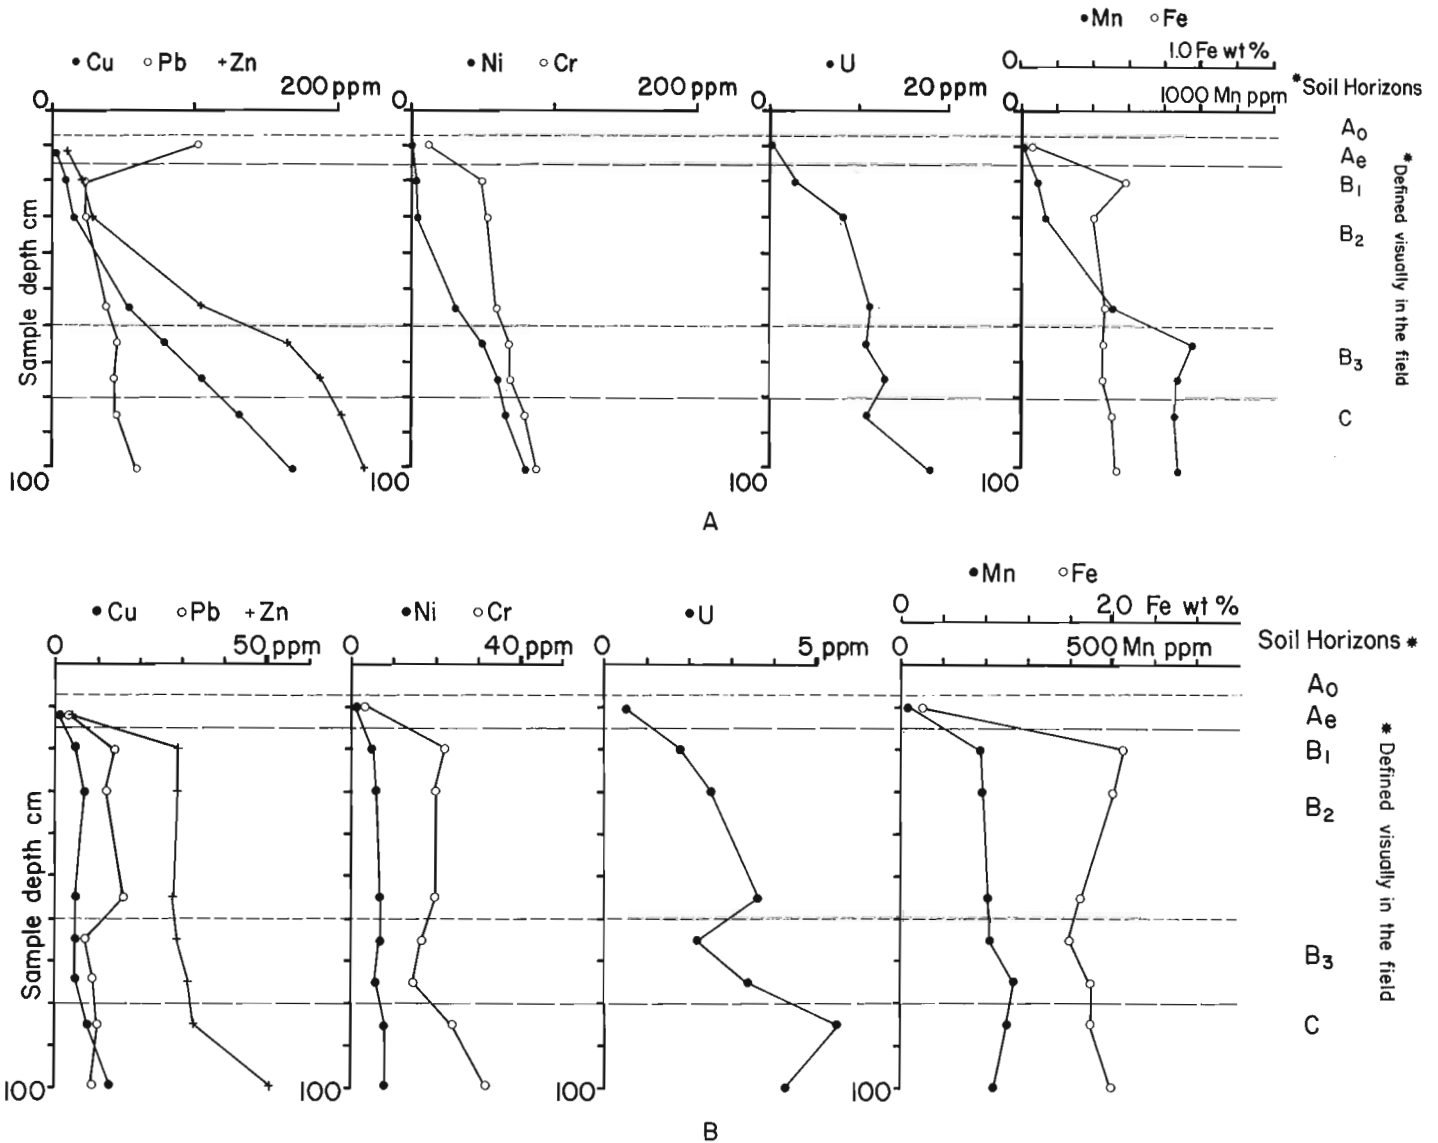 • Mn ○ Fe
0 1.0 Fe wt %
• Cu ○ Pb + Zn • Ni ○ Cr • U
0 200 ppm 0 200 ppm 0 20 ppm 0 1000 Mn ppm * Soil Horizons
Ao
Ae
B1
B2
B3
C
* Defined visually in the field
Sample depth cm
100 100 100 100
A
• Mn ○ Fe
• Cu ○ Pb + Zn • Ni ○ Cr • U
0 2.0 Fe wt %
0 50 ppm 0 40 ppm 0 5 ppm 0 500 Mn ppm Soil Horizons *
Ao
Ae
B1
B2
B3
C
* Defined visually in the field
Sample depth cm
100 100 100 100
B